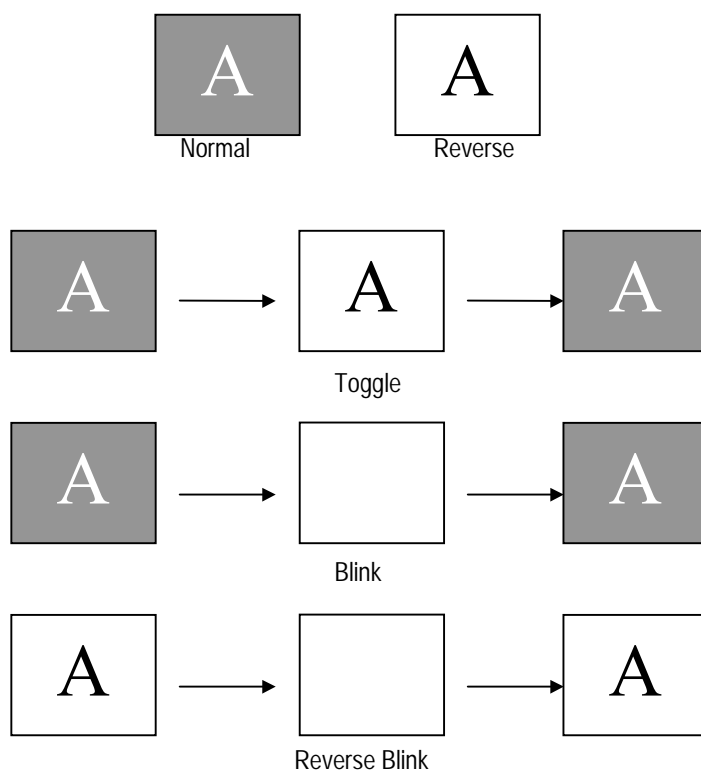 A A
Normal Reverse
A A A
Toggle
A A
Blink
A A
Reverse Blink